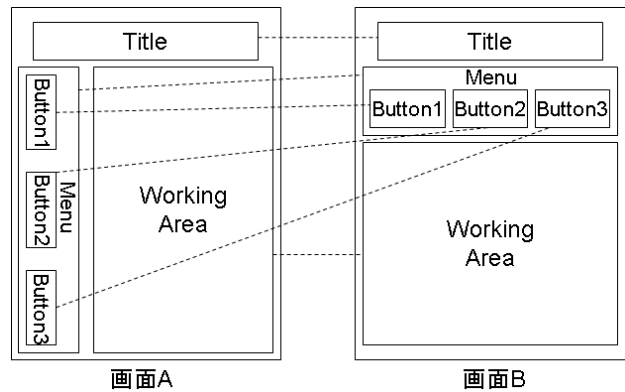 Title
Button1
Button2
Button3
Menu
Working
Area
画面A
Title
Menu
Button1
Button2
Button3
Working
Area
画面B